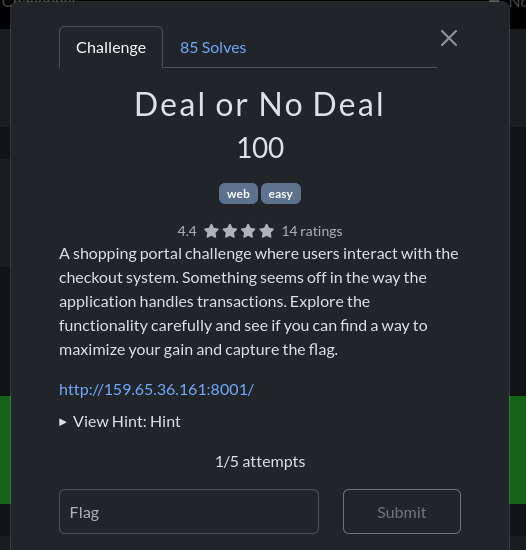 Challenge
85 Solves
Deal or No Deal
100
web easy
4.4 14 ratings
A shopping portal challenge where users interact with the
checkout system. Something seems off in the way the
application handles transactions. Explore the
functionality carefully and see if you can find a way to
maximize your gain and capture the flag.
http://159.65.36.161:8001/
View Hint: Hint
1/5 attempts
Flag
Submit